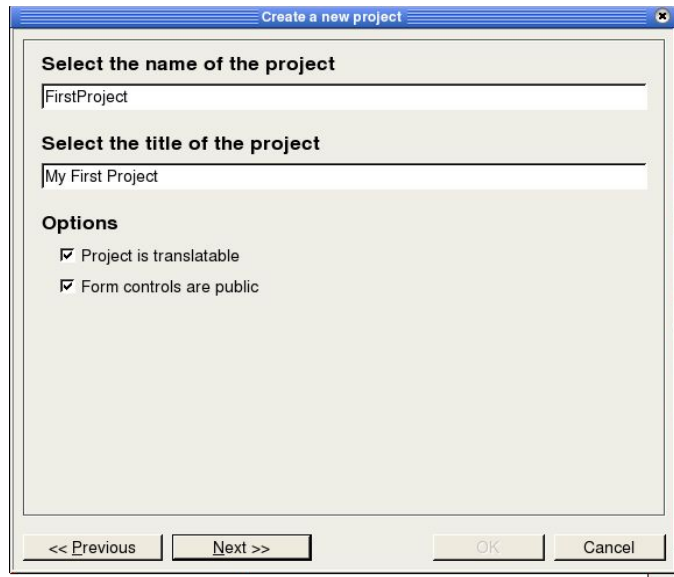 Create a new project
Select the name of the project
FirstProject
Select the title of the project
My First Project
Options
Project is translatable
Form controls are public
<< Previous Next >> OK Cancel